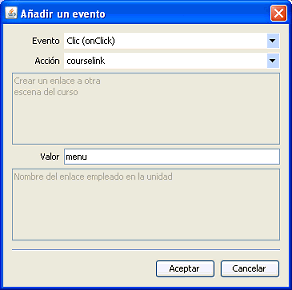 Añadir un evento
Evento Clic (onClick)
Acción courselink
Crear un enlace a otra
escena del curso
Valor menu
Nombre del enlace empleado en la unidad
Aceptar Cancelar